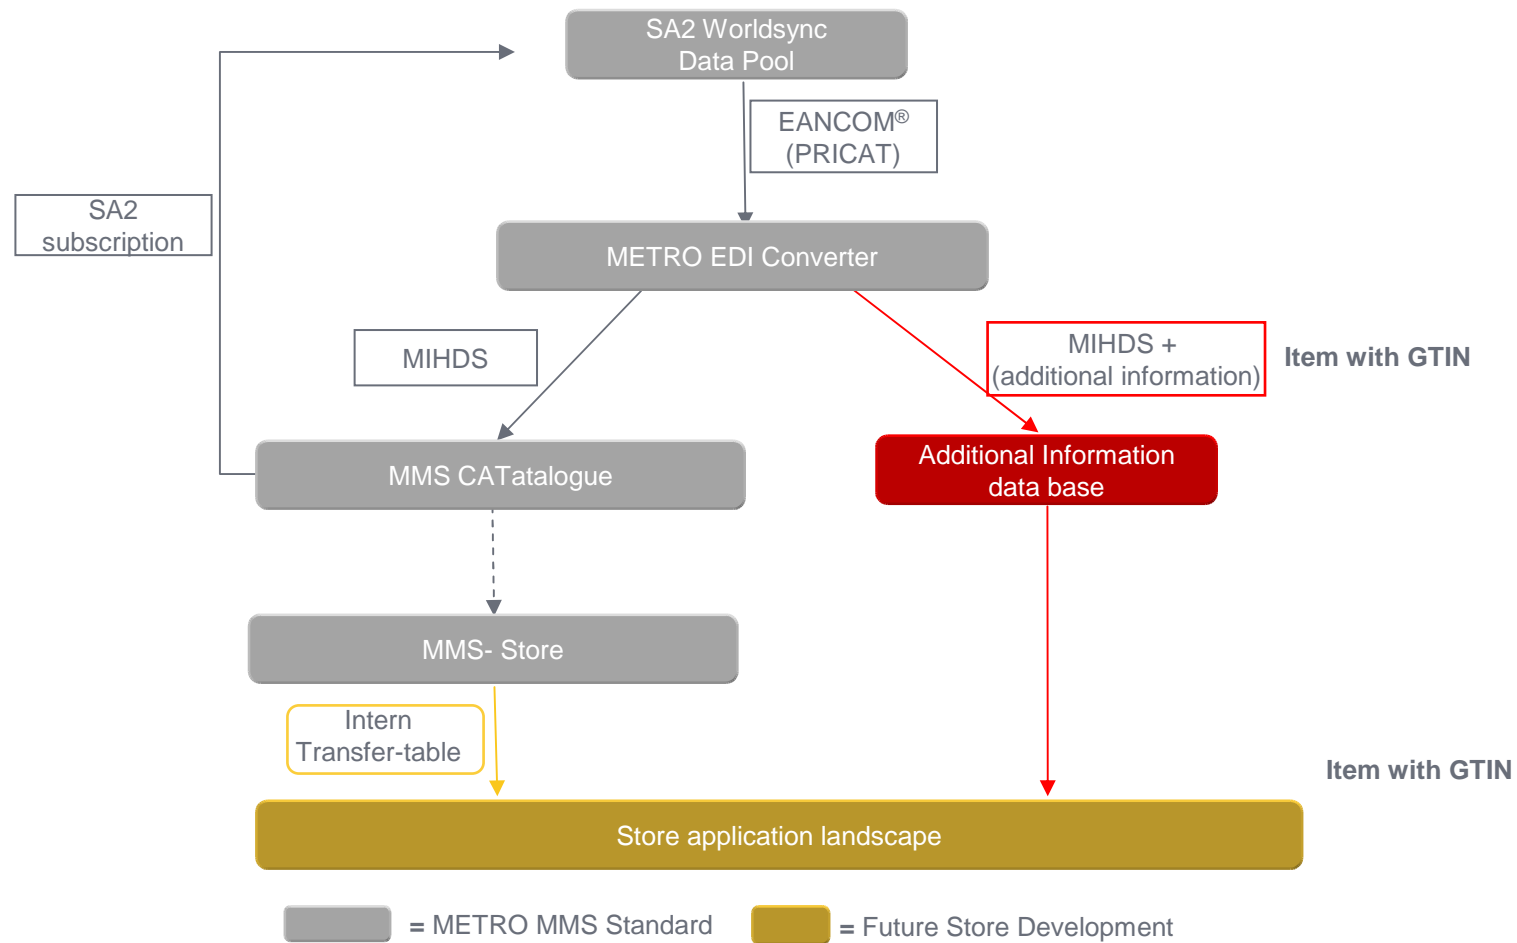 SA2 Worldsync
Data Pool
EANCOM®
(PRICAT)
SA2
subscription
METRO EDI Converter
MIHDS
MIHDS +
(additional information)
Item with GTIN
MMS CATatalogue
Additional Information
data base
MMS- Store
Intern
Transfer-table
Item with GTIN
Store application landscape
= METRO MMS Standard
= Future Store Development